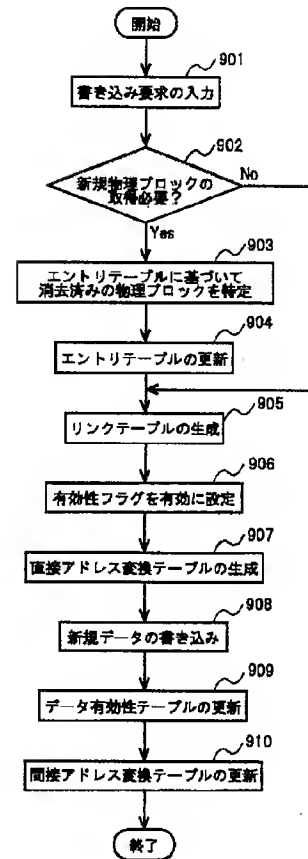 開始
901
書き込み要求の入力
902
新規物理ブロックの
取得必要?
No
Yes
903
エントリテーブルに基づいて
消去済みの物理ブロックを特定
904
エントリテーブルの更新
905
リンクテーブルの生成
906
有効性フラグを有効に設定
907
直接アドレス変換テーブルの生成
908
新規データの書き込み
909
データ有効性テーブルの更新
910
間接アドレス変換テーブルの更新
終了